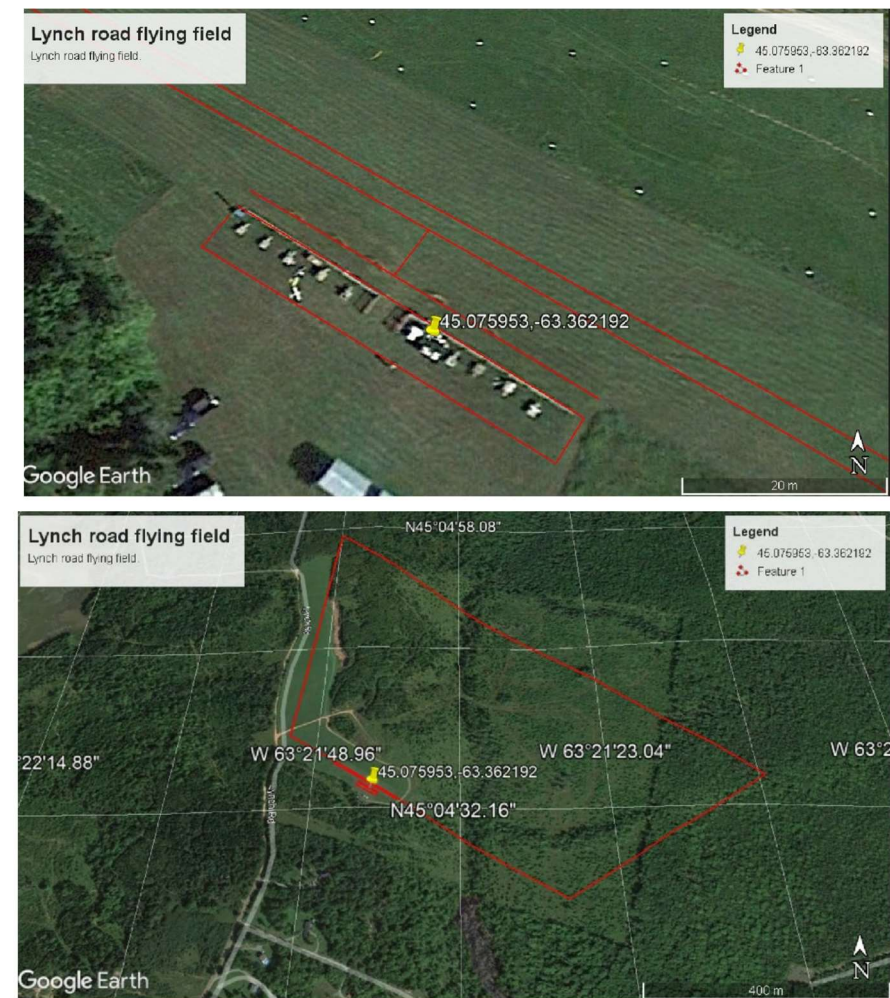 Lynch road flying field
Lynch road flying field.
Legend
45.075953,-63.362192
Feature 1
45.075953,-63.362192
Google Earth
N
20 m
Lynch road flying field
Lynch road flying field.
Legend
45.075953,-63.362192
Feature 1
N45°04'58.08"
°22'14.88"
W 63°21'48.96"
W 63°21'23.04"
W 63°2
45.075953,-63.362192
N45°04'32.16"
Lynch Rd
Google Earth
N
400 m